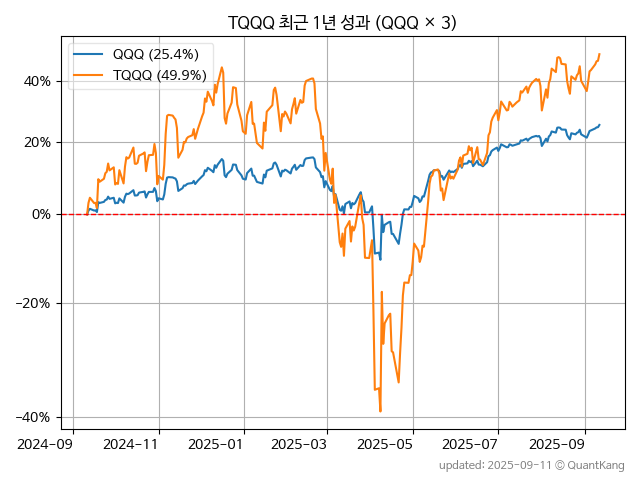 TQQQ 최근 1년 성과 (QQQ × 3)
QQQ (25.4%)
TQQQ (49.9%)
40%
20%
0%
−20%
−40%
2024-09 2024-11 2025-01 2025-03 2025-05 2025-07 2025-09
updated: 2025-09-11 © QuantKang